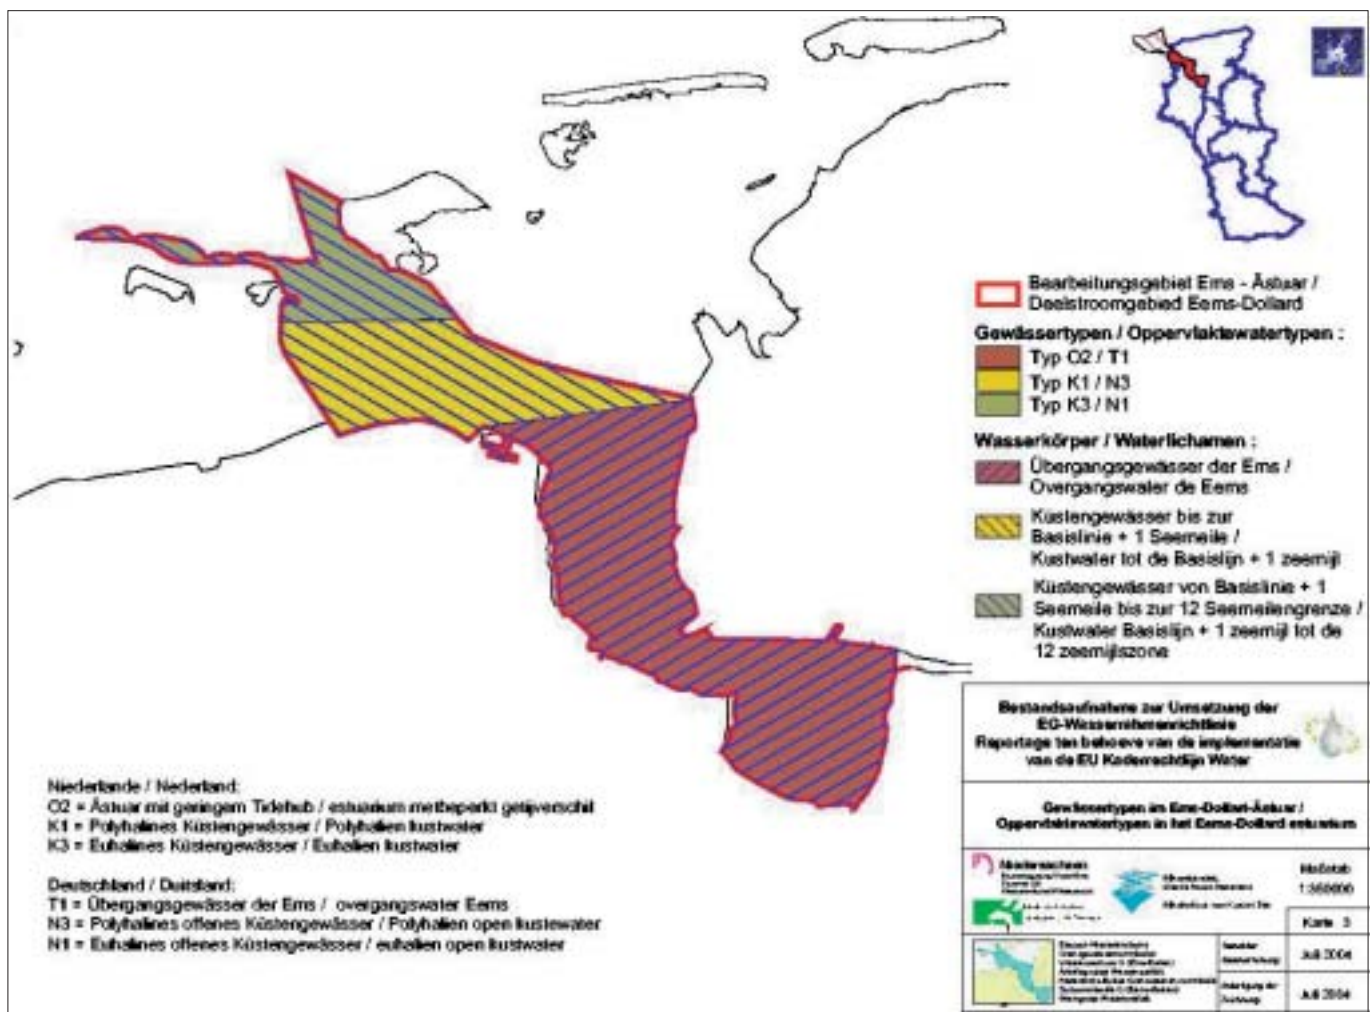 Bearbeitungsgebiet Ems - Ästuar /
Deelstroomgebied Eems-Dollard
Gewässertypen / Oppervlaktewatertypen :
Typ O2 / T1
Typ K1 / N3
Typ K3 / N1
Wasserkörper / Waterlichamen :
Übergangsgewässer der Ems /
Overgangswater de Eems
Küstengewässer bis zur
Basislinie + 1 Seemeile /
Kustwater tot de Basislijn + 1 zeemijl
Küstengewässer von Basislinie + 1
Seemeile bis zur 12 Seemeilengrenze /
Kustwater Basislijn + 1 zeemijl tot de
12 zeemijlszone
Niederlande / Nederland:
O2 = Ästuar mit geringem Tidehub / estuarium metbeperkt getijverschil
K1 = Polyhalines Küstengewässer / Polyhalien kustwater
K3 = Euhalines Küstengewässer / Euhalien kustwater
Deutschland / Duitsland:
T1 = Übergangsgewässer der Ems / overgangswater Eems
N3 = Polyhalines offenes Küstengewässer / Polyhalien open kustewater
N1 = Euhalines offenes Küstengewässer / euhalien open kustwater
Bestandsaufnahme zur Umsetzung der
EG-Wasserrahmenrichtlinie
Reportage ten behoeve van de implementatie
van de EU Kaderrechtlijn Water
Gewässertypen im Ems-Dollart-Ästuar /
Oppervlaktewatertypen in het Eems-Dollard estuarium
Niedersachsen
Maßstab
1:350000
Karte 3
Juli 2004
Juli 2004